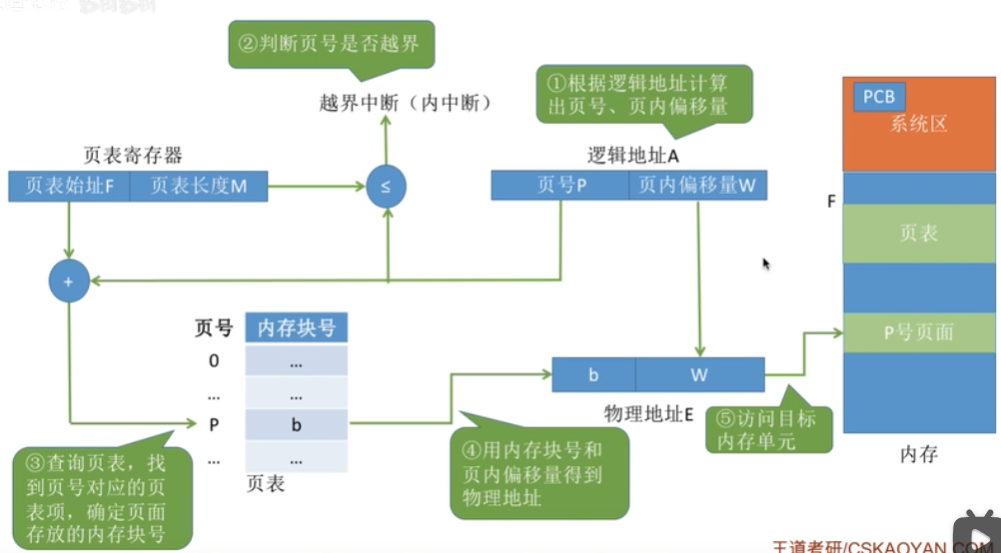 ②判断页号是否越界
越界中断（内中断）
①根据逻辑地址计算
出页号、页内偏移量
PCB
系统区
页表寄存器
页表始址F 页表长度M
≤
逻辑地址A
页号P 页内偏移量W
F
页表
+
页号 内存块号
0 ...
... ...
P b
... ...
页表
b W
物理地址E
P号页面
③查询页表，找
到页号对应的页
表项，确定页面
存放的内存块号
④用内存块号和
页内偏移量得到
物理地址
⑤访问目标
内存单元
内存
王道考研/CSKAOYAN.COM